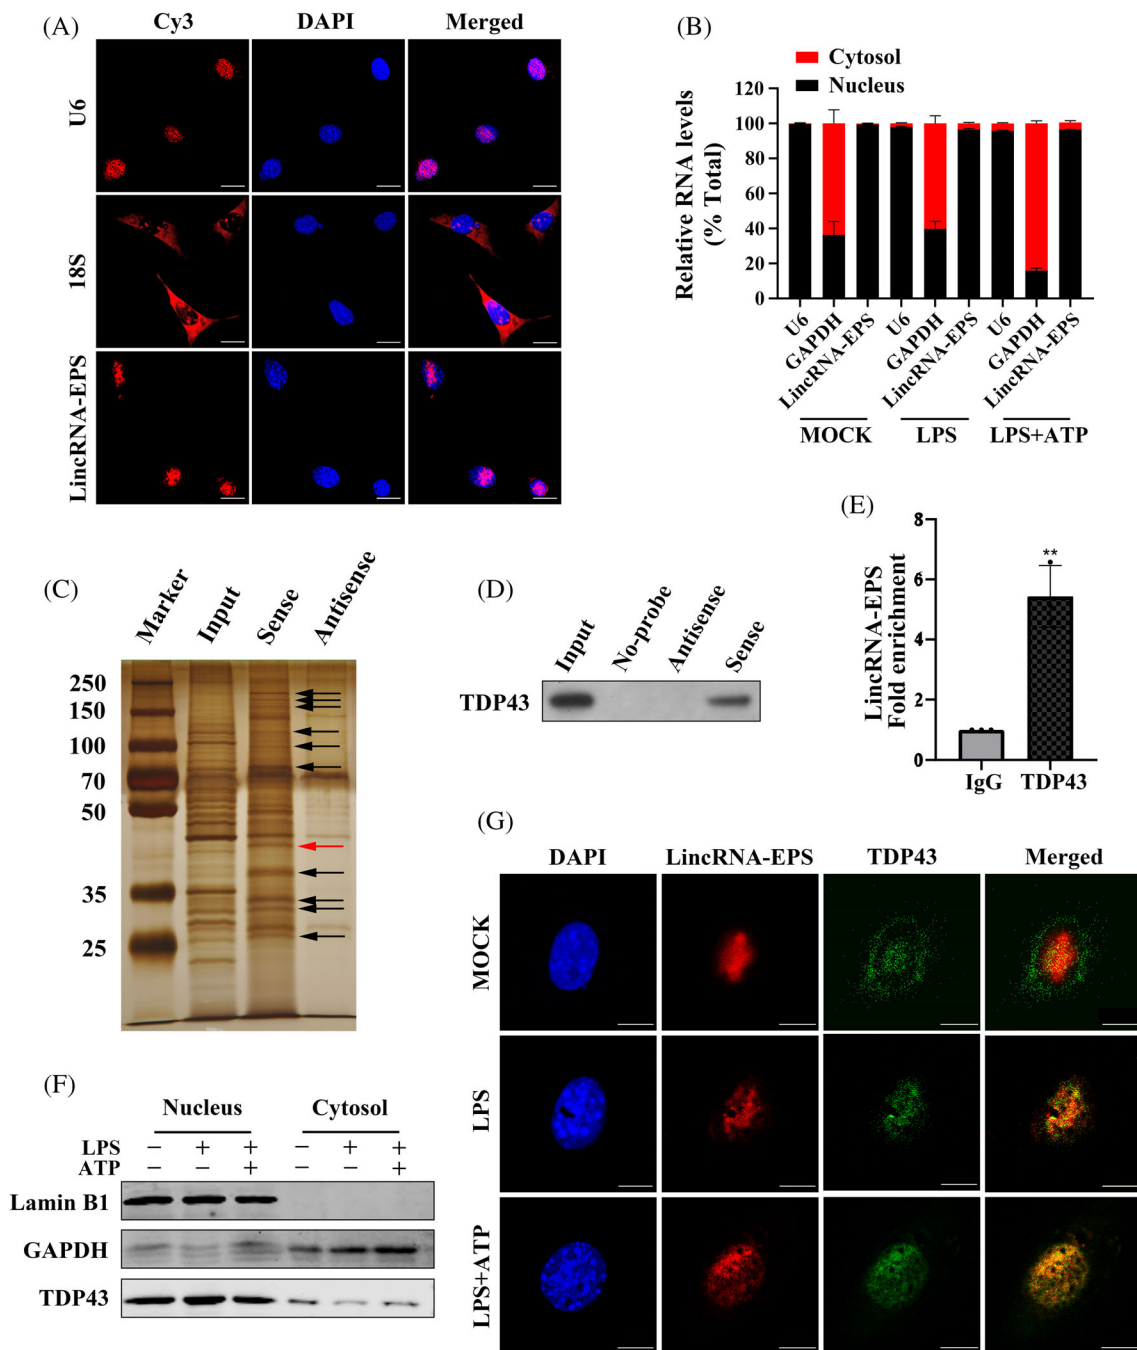 (A)
Cy3 DAPI Merged
U6
18S
LincRNA-EPS
(B)
Cytosol
Nucleus
Relative RNA levels
(% Total)
120
100
80
60
40
20
0
U6 GAPDH LincRNA-EPS U6 GAPDH LincRNA-EPS U6 GAPDH LincRNA-EPS
MOCK LPS LPS+ATP
(C)
Marker Input Sense Antisense
250
150
100
70
50
35
25
(D)
Input No-probe Antisense Sense
TDP43
(E)
LincRNA-EPS
Fold enrichment
8
6
4
2
0
**
IgG TDP43
(F)
Nucleus Cytosol
LPS − + + − + +
ATP − − + − − +
Lamin B1
GAPDH
TDP43
(G)
DAPI LincRNA-EPS TDP43 Merged
MOCK
LPS
LPS+ATP